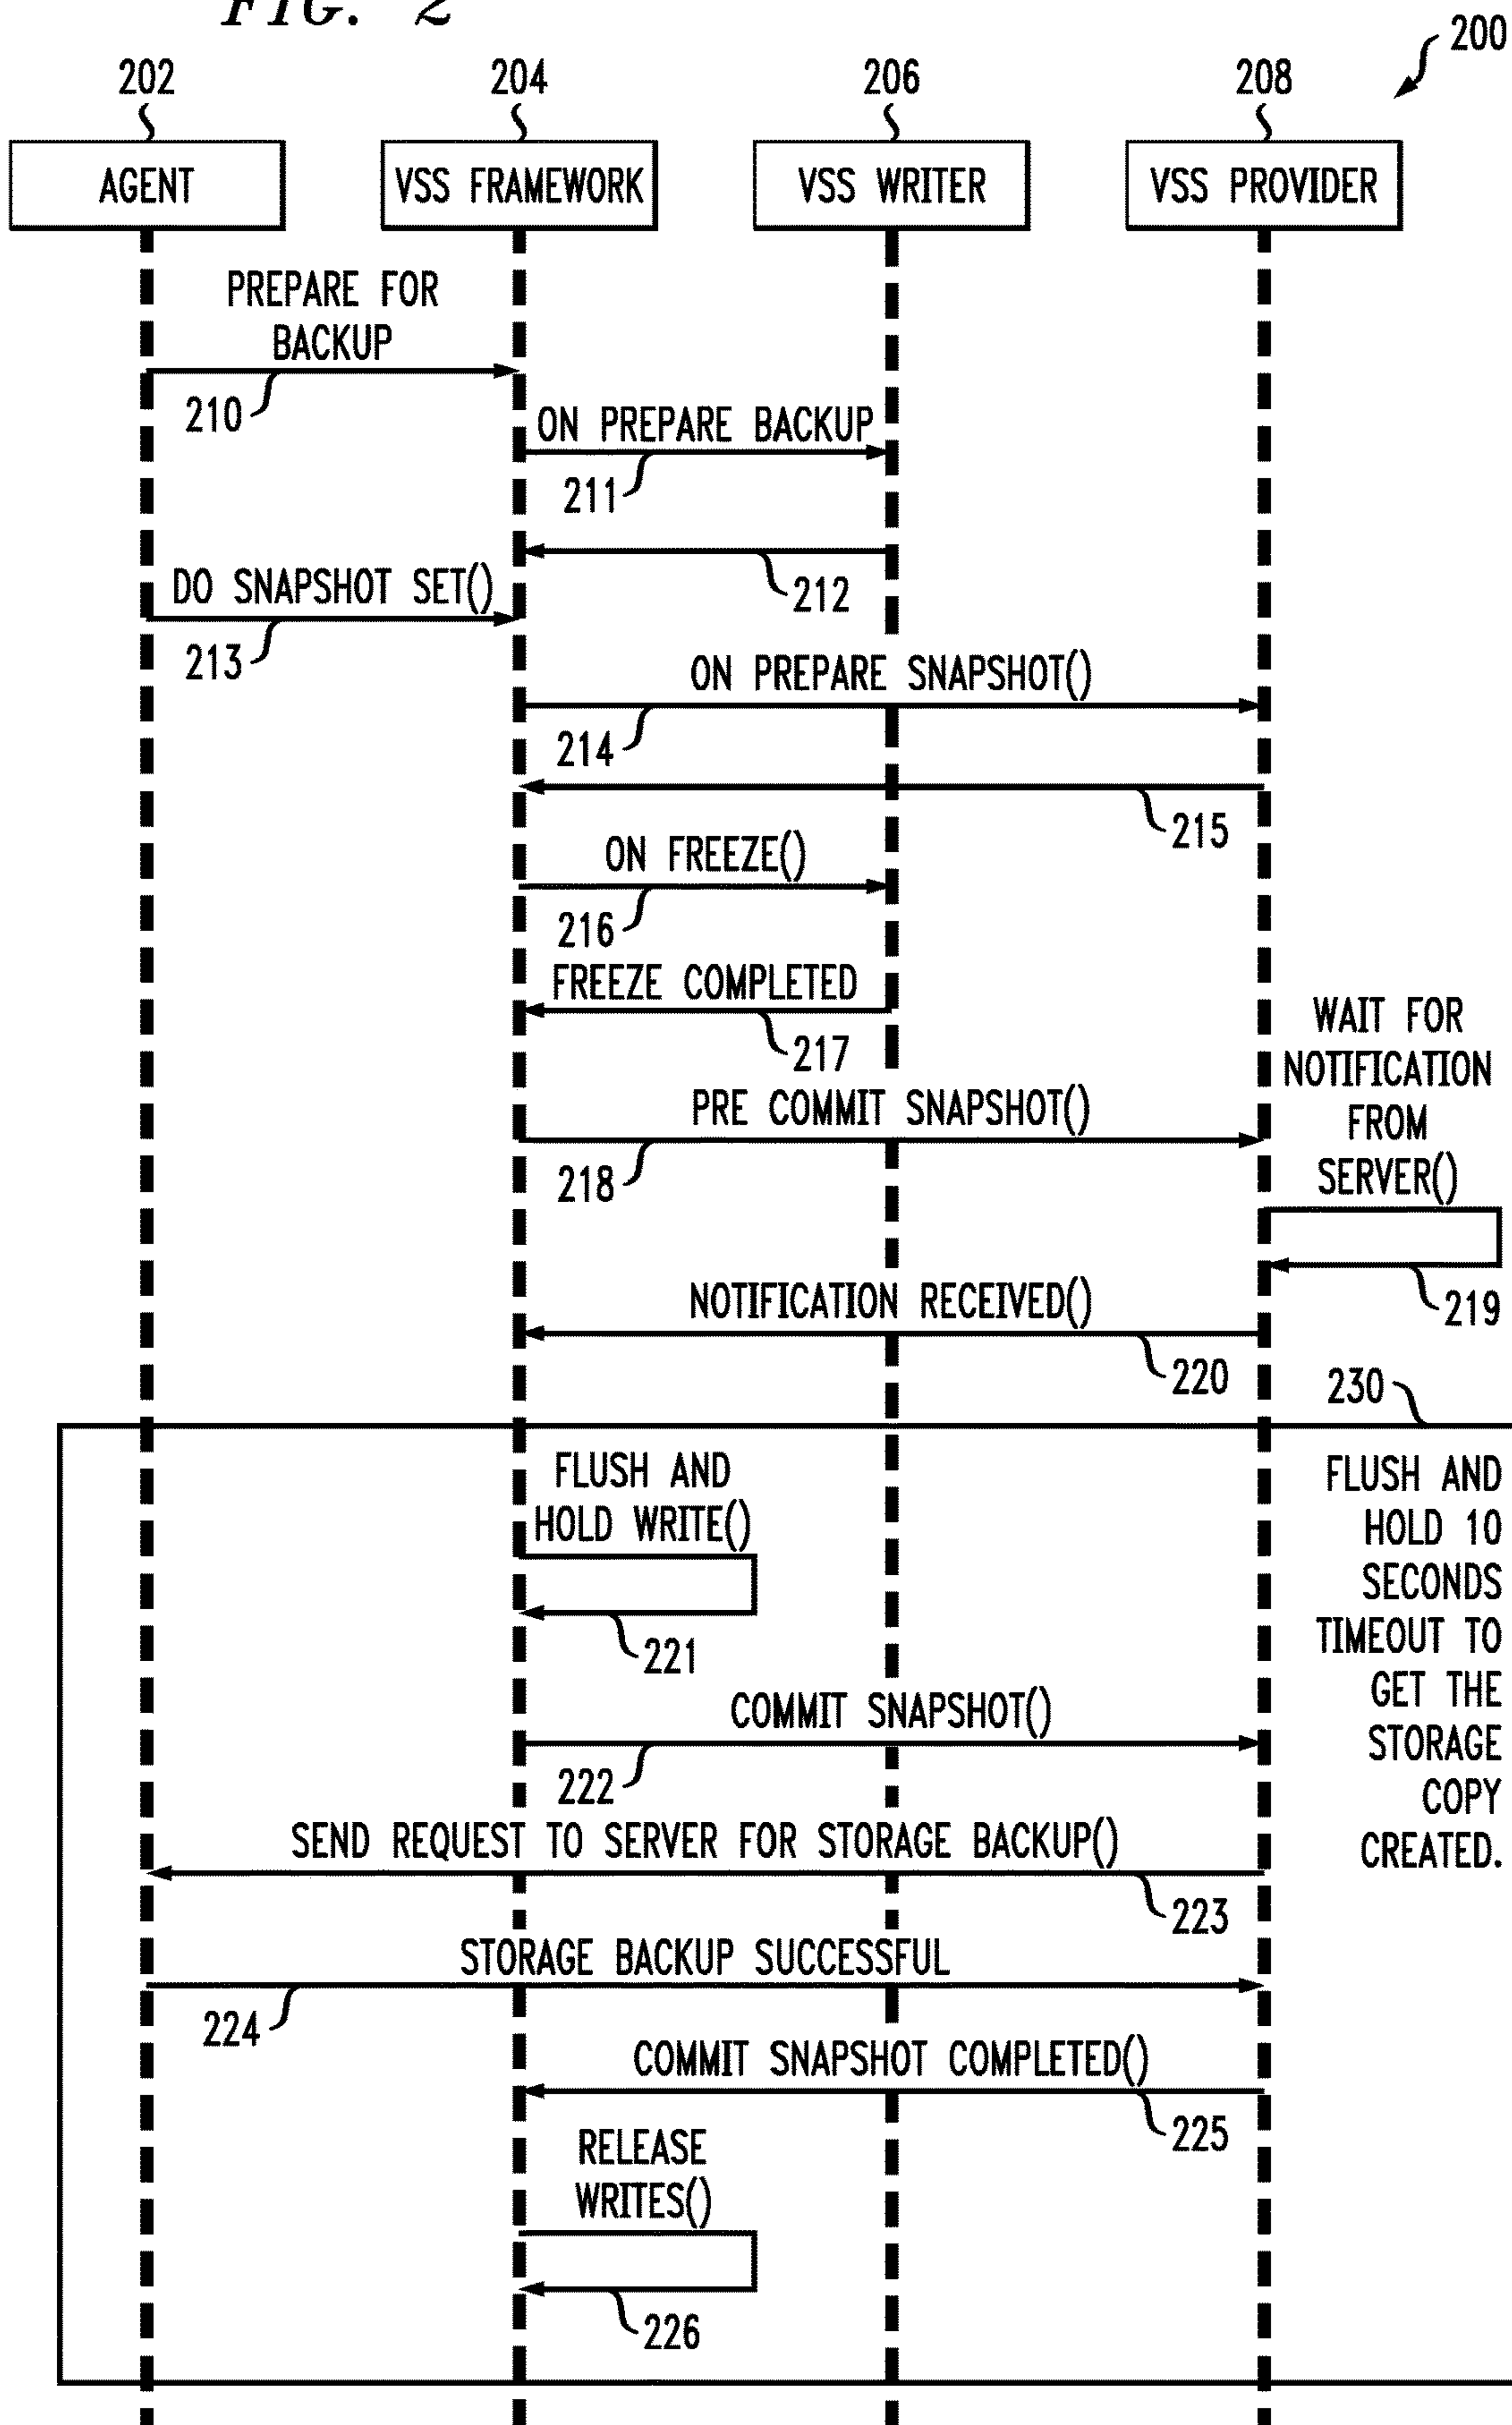 FIG. 2
200
202
204
206
208
AGENT
VSS FRAMEWORK
VSS WRITER
VSS PROVIDER
PREPARE FOR
BACKUP
210
ON PREPARE BACKUP
211
212
DO SNAPSHOT SET()
213
ON PREPARE SNAPSHOT()
214
215
ON FREEZE()
216
FREEZE COMPLETED
217
WAIT FOR
NOTIFICATION
FROM
SERVER()
PRE COMMIT SNAPSHOT()
218
219
NOTIFICATION RECEIVED()
220
230
FLUSH AND
HOLD WRITE()
221
FLUSH AND
HOLD 10
SECONDS
TIMEOUT TO
GET THE
STORAGE
COPY
CREATED.
COMMIT SNAPSHOT()
222
SEND REQUEST TO SERVER FOR STORAGE BACKUP()
223
STORAGE BACKUP SUCCESSFUL
224
COMMIT SNAPSHOT COMPLETED()
225
RELEASE
WRITES()
226